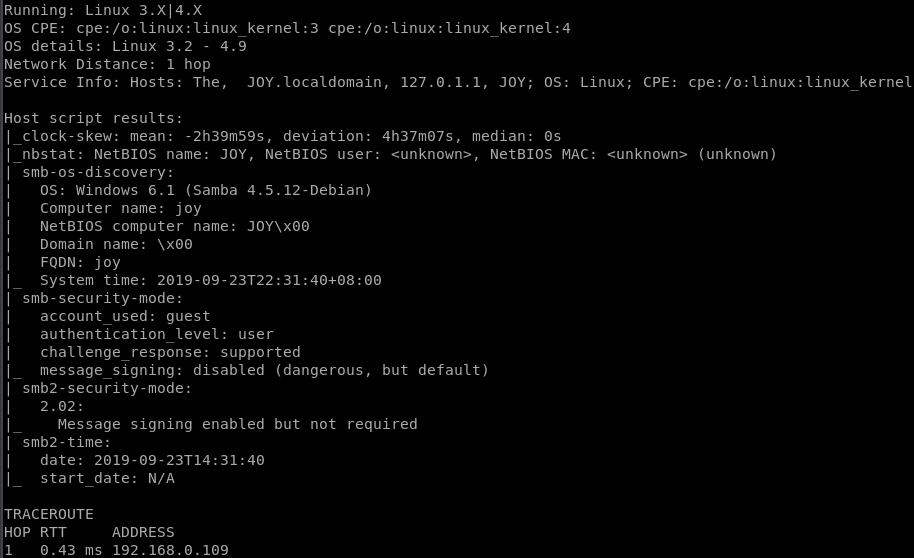 Running: Linux 3.X|4.X
OS CPE: cpe:/o:linux:linux_kernel:3 cpe:/o:linux:linux_kernel:4
OS details: Linux 3.2 - 4.9
Network Distance: 1 hop
Service Info: Hosts: The,  JOY.localdomain, 127.0.1.1, JOY; OS: Linux; CPE: cpe:/o:linux:linux_kernel

Host script results:
|_clock-skew: mean: -2h39m59s, deviation: 4h37m07s, median: 0s
|_nbstat: NetBIOS name: JOY, NetBIOS user: <unknown>, NetBIOS MAC: <unknown> (unknown)
| smb-os-discovery:
|   OS: Windows 6.1 (Samba 4.5.12-Debian)
|   Computer name: joy
|   NetBIOS computer name: JOY\x00
|   Domain name: \x00
|   FQDN: joy
|_  System time: 2019-09-23T22:31:40+08:00
| smb-security-mode:
|   account_used: guest
|   authentication_level: user
|   challenge_response: supported
|_  message_signing: disabled (dangerous, but default)
| smb2-security-mode:
|   2.02:
|_    Message signing enabled but not required
| smb2-time:
|   date: 2019-09-23T14:31:40
|_  start_date: N/A

TRACEROUTE
HOP RTT     ADDRESS
1   0.43 ms 192.168.0.109